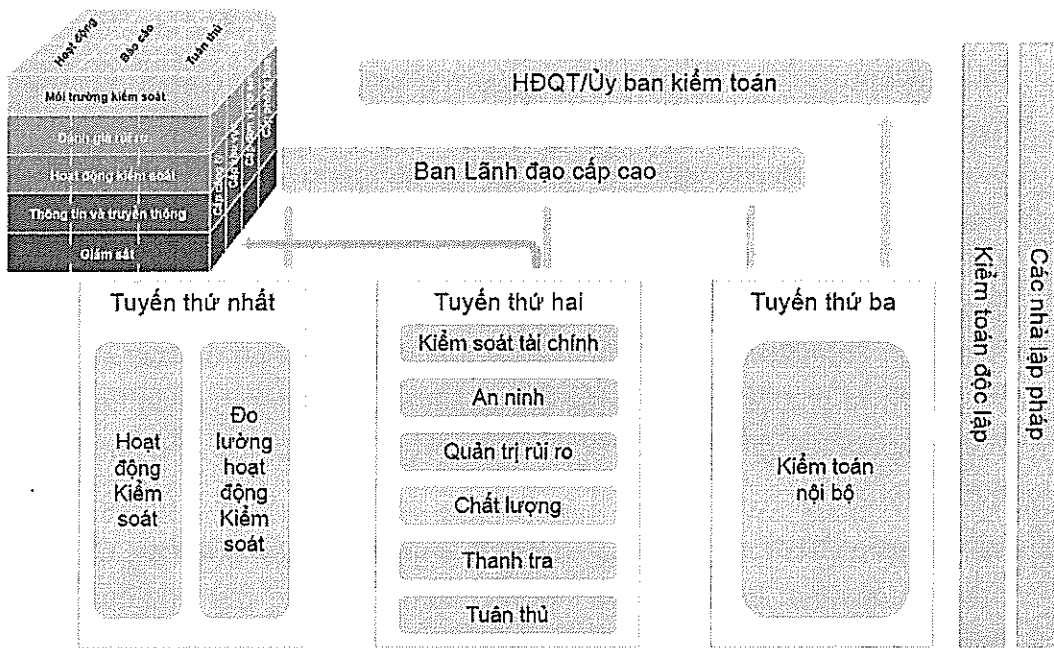 Hoạt động
Báo cáo
Tuân thủ
Môi trường kiểm soát
Đánh giá rủi ro
Hoạt động kiểm soát
Thông tin và truyền thông
Giám sát
HĐQT/Ủy ban kiểm toán
Ban Lãnh đạo cấp cao
Tuyến thứ nhất
Hoạt
động
Kiểm
soát
Đo
lường
hoạt
động
Kiểm
soát
Tuyến thứ hai
Kiểm soát tài chính
An ninh
Quản trị rủi ro
Chất lượng
Thanh tra
Tuân thủ
Tuyến thứ ba
Kiểm toán
nội bộ
Kiểm toán độc lập
Các nhà lập pháp